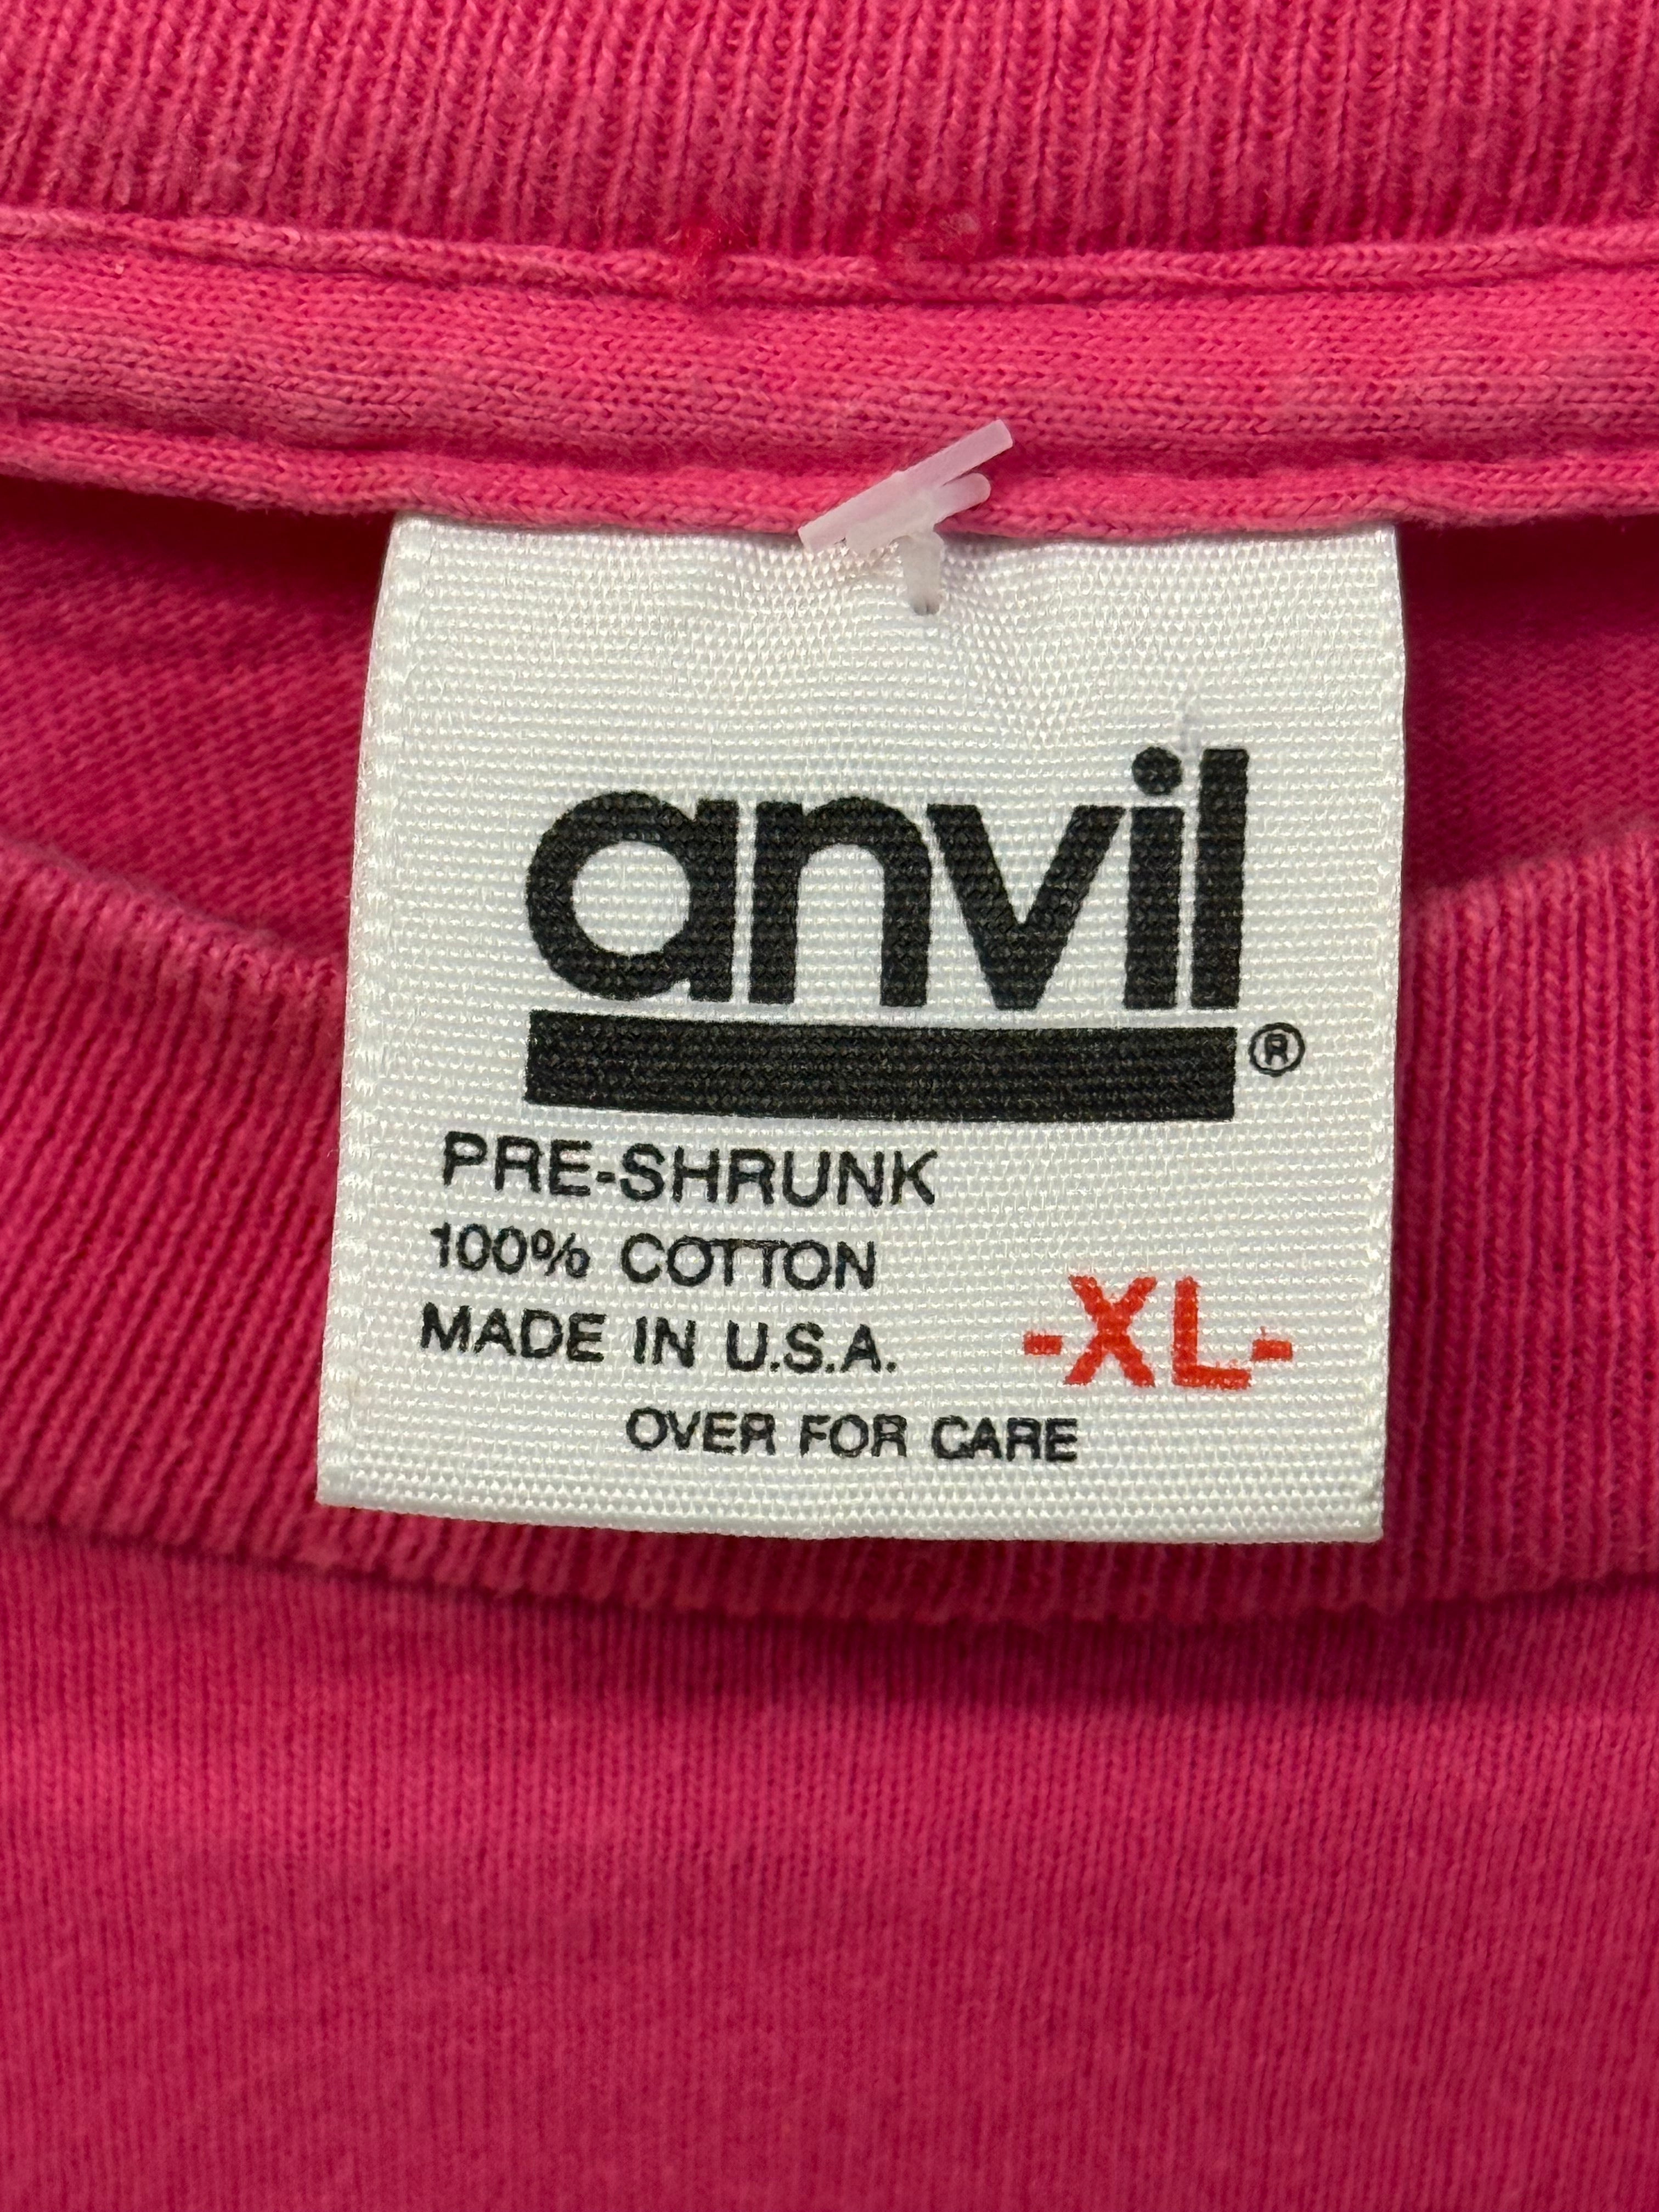 anvil
®
PRE-SHRUNK
100% COTTON
MADE IN U.S.A. -XL-
OVER FOR CARE